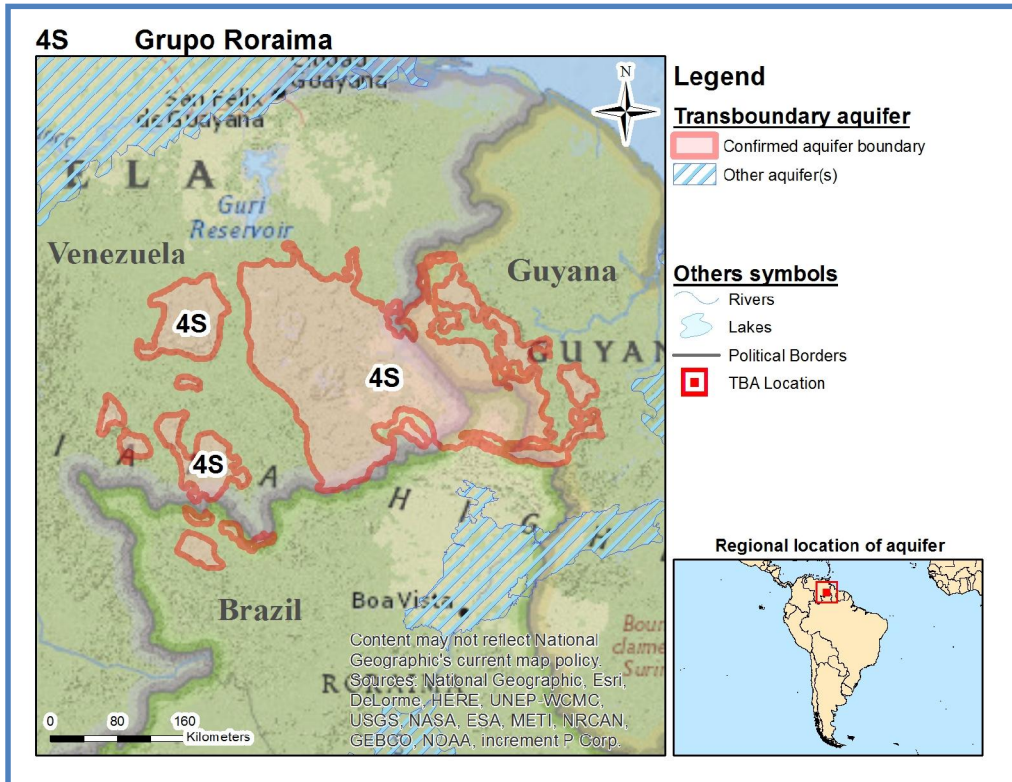 4S Grupo Roraima
Guayana
San Félix
de Guayana
E L A
Guri
Reservoir
Venezuela
Guyana
4S
GUYAN
4S
4S
I A A
H I G H
Brazil
Boa Vista
RORAIMA
Content may not reflect National
Geographic's current map policy.
Sources: National Geographic, Esri,
DeLorme, HERE, UNEP-WCMC,
USGS, NASA, ESA, METI, NRCAN,
GEBCO, NOAA, increment P Corp.
0 80 160
Kilometers
N
Legend
Transboundary aquifer
Confirmed aquifer boundary
Other aquifer(s)
Others symbols
Rivers
Lakes
Political Borders
TBA Location
Regional location of aquifer